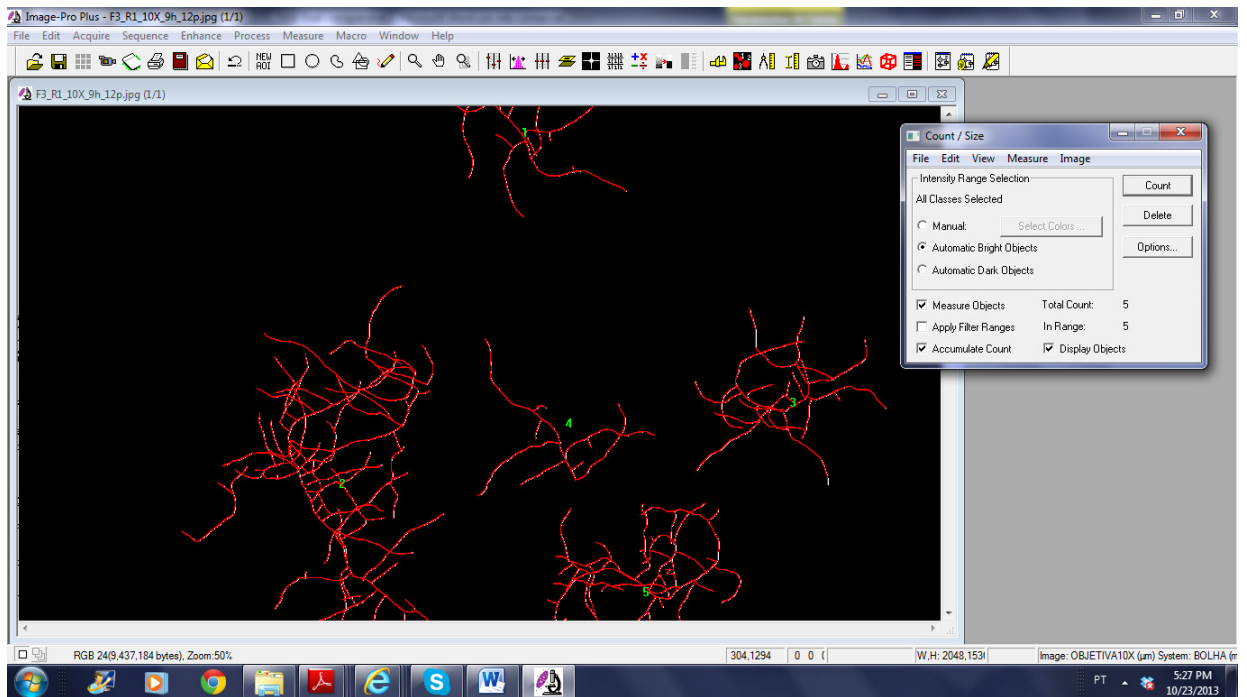 Image-Pro Plus - F3_R1_10X_9h_12p.jpg (1/1)
File Edit Acquire Sequence Enhance Process Measure Macro Window Help
NEW
ROI
F3_R1_10X_9h_12p.jpg (1/1)
1
2
3
4
5
Count / Size
File Edit View Measure Image
Intensity Range Selection
All Classes Selected
Manual: Select Colors ...
Automatic Bright Objects
Automatic Dark Objects
Count
Delete
Options...
Measure Objects Total Count: 5
Apply Filter Ranges In Range: 5
Accumulate Count Display Objects
RGB 24(9,437,184 bytes), Zoom:50%
304,1294 0 0 (
W,H: 2048,153
Image: OBJETIVA10X (µm) System: BOLHA (m
PT
5:27 PM
10/23/2013